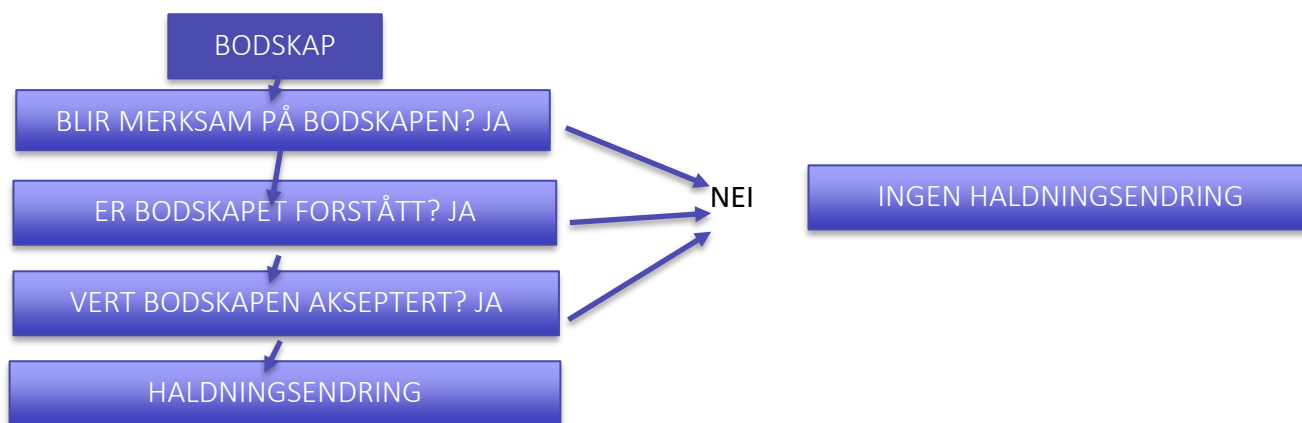 BODSKAP
BLIR MERKSAM PÅ BODSKAPEN? JA
ER BODSKAPET FORSTÅTT? JA
NEI
INGEN HALDNINGSENDRING
VERT BODSKAPEN AKSEPTERT? JA
HALDNINGSENDRING